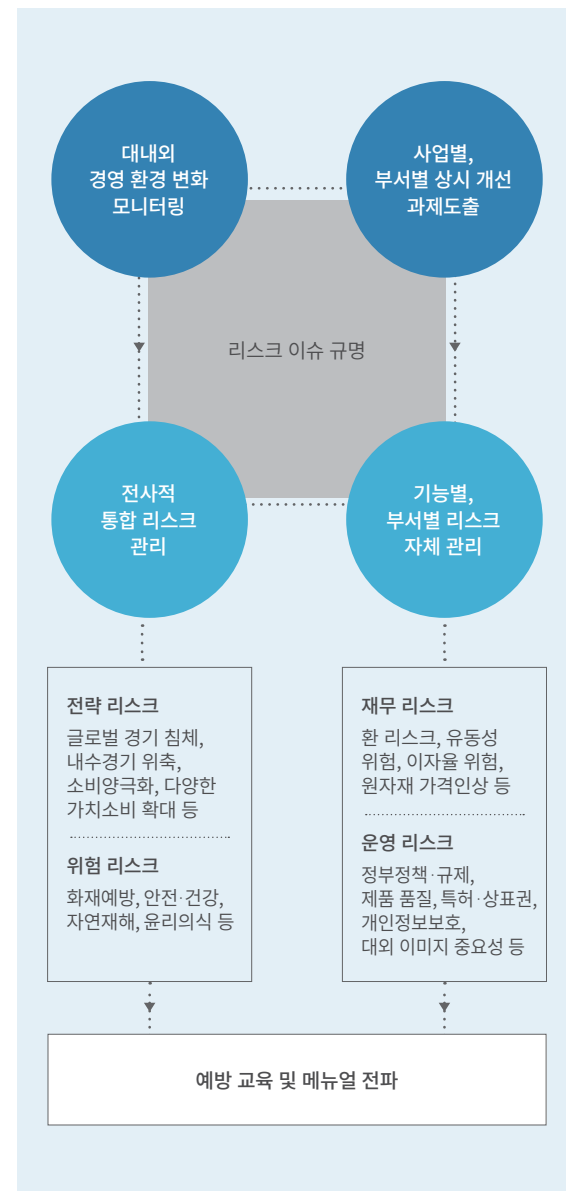 대내외
경영 환경 변화
모니터링
사업별,
부서별 상시 개선
과제도출
리스크 이슈 규명
전사적
통합 리스크
관리
기능별,
부서별 리스크
자체 관리
전략 리스크
글로벌 경기 침체,
내수경기 위축,
소비양극화, 다양한
가치소비 확대 등
위험 리스크
화재예방, 안전·건강,
자연재해, 윤리의식 등
재무 리스크
환 리스크, 유동성
위험, 이자율 위험,
원자재 가격인상 등
운영 리스크
정부정책·규제,
제품 품질, 특허·상표권,
개인정보보호,
대외 이미지 중요성 등
예방 교육 및 메뉴얼 전파